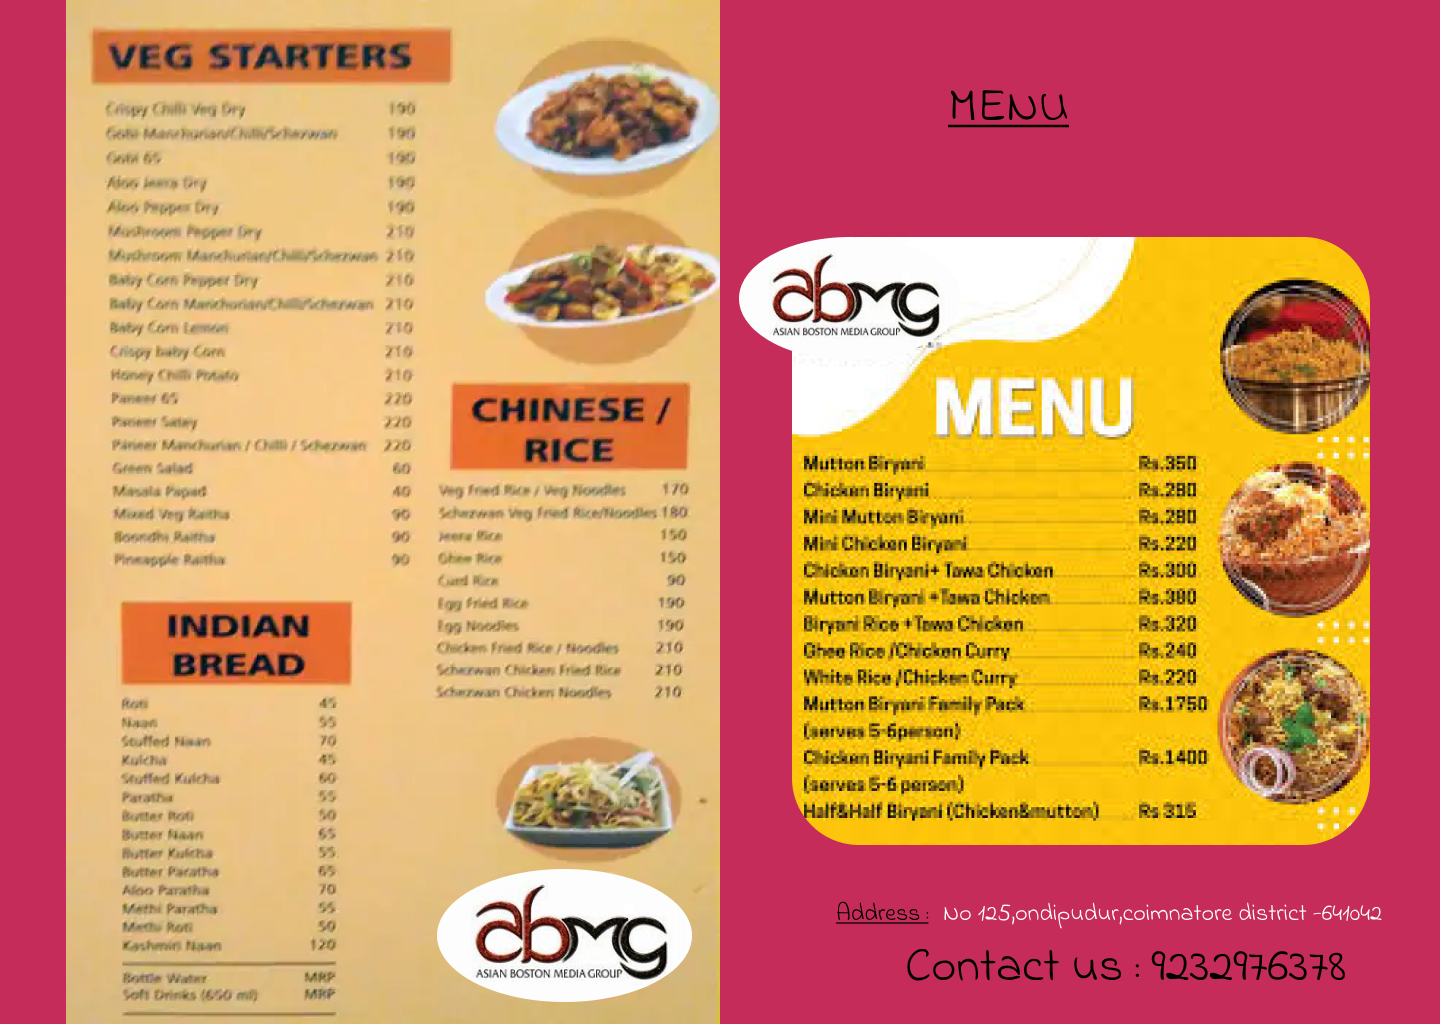 VEG STARTERS
Crispy Chilli Veg Dry 190
Gobi Manchurian/Chilli/Schezwan 190
Gobi 65 190
Aloo Jeera Dry 190
Aloo Pepper Dry 190
Mushroom Pepper Dry 210
Mushroom Manchurian/Chilli/Schezwan 210
Baby Corn Pepper Dry 210
Baby Corn Manchurian/Chilli/Schezwan 210
Baby Corn Lemon 210
Crispy baby Corn 210
Honey Chilli Potato 210
Paneer 65 220
Paneer Satey 220
Paneer Manchurian / Chilli / Schezwan 220
Green Salad 60
Masala Papad 40
Mixed Veg Raitha 90
Boondhi Raitha 90
Pineapple Raitha 90
INDIAN
BREAD
Roti 45
Naan 55
Stuffed Naan 70
Kulcha 45
Stuffed Kulcha 60
Paratha 55
Butter Roti 50
Butter Naan 65
Butter Kulcha 55
Butter Paratha 65
Aloo Paratha 70
Methi Paratha 55
Methi Roti 50
Kashmiri Naan 120
Bottle Water MRP
Soft Drinks (650 ml) MRP
CHINESE /
RICE
Veg Fried Rice / Veg Noodles 170
Schezwan Veg Fried Rice/Noodles 180
Jeera Rice 150
Ghee Rice 150
Curd Rice 90
Egg Fried Rice 190
Egg Noodles 190
Chicken Fried Rice / Noodles 210
Schezwan Chicken Fried Rice 210
Schezwan Chicken Noodles 210
abmg
ASIAN BOSTON MEDIA GROUP
MENU
abmg
ASIAN BOSTON MEDIA GROUP
MENU
Mutton Biryani Rs.350
Chicken Biryani Rs.280
Mini Mutton Biryani Rs.280
Mini Chicken Biryani Rs.220
Chicken Biryani+ Tawa Chicken Rs.300
Mutton Biryani +Tawa Chicken Rs.380
Biryani Rice +Tawa Chicken Rs.320
Ghee Rice /Chicken Curry Rs.240
White Rice /Chicken Curry Rs.220
Mutton Biryani Family Pack Rs.1750
(serves 5-6person)
Chicken Biryani Family Pack Rs.1400
(serves 5-6 person)
Half&Half Biryani (Chicken&mutton) Rs 315
Address : No 125,ondipudur,coimnatore district -641042
Contact us : 9232976378